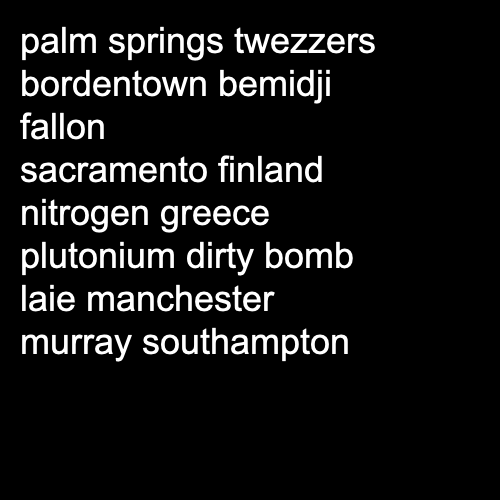 palm springs twezzers
bordentown bemidji
fallon
sacramento finland
nitrogen greece
plutonium dirty bomb
laie manchester
murray southampton